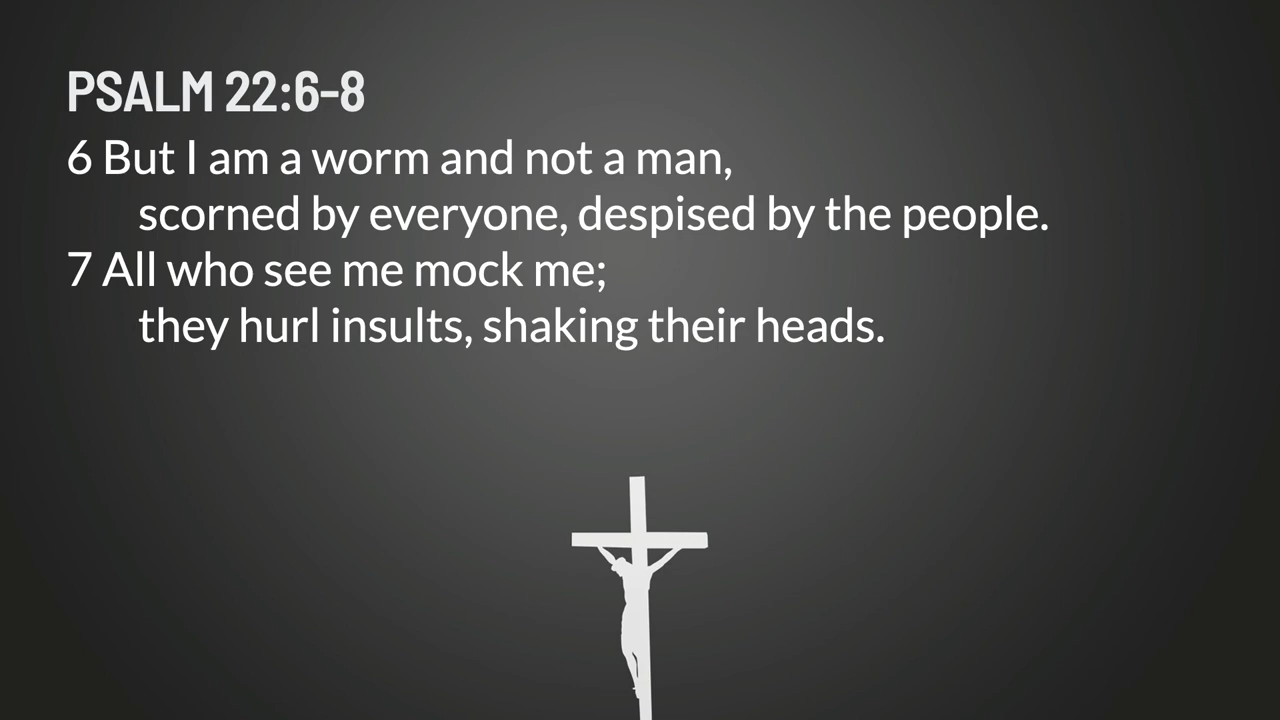 PSALM 22:6-8
6 But I am a worm and not a man,
scorned by everyone, despised by the people.
7 All who see me mock me;
they hurl insults, shaking their heads.